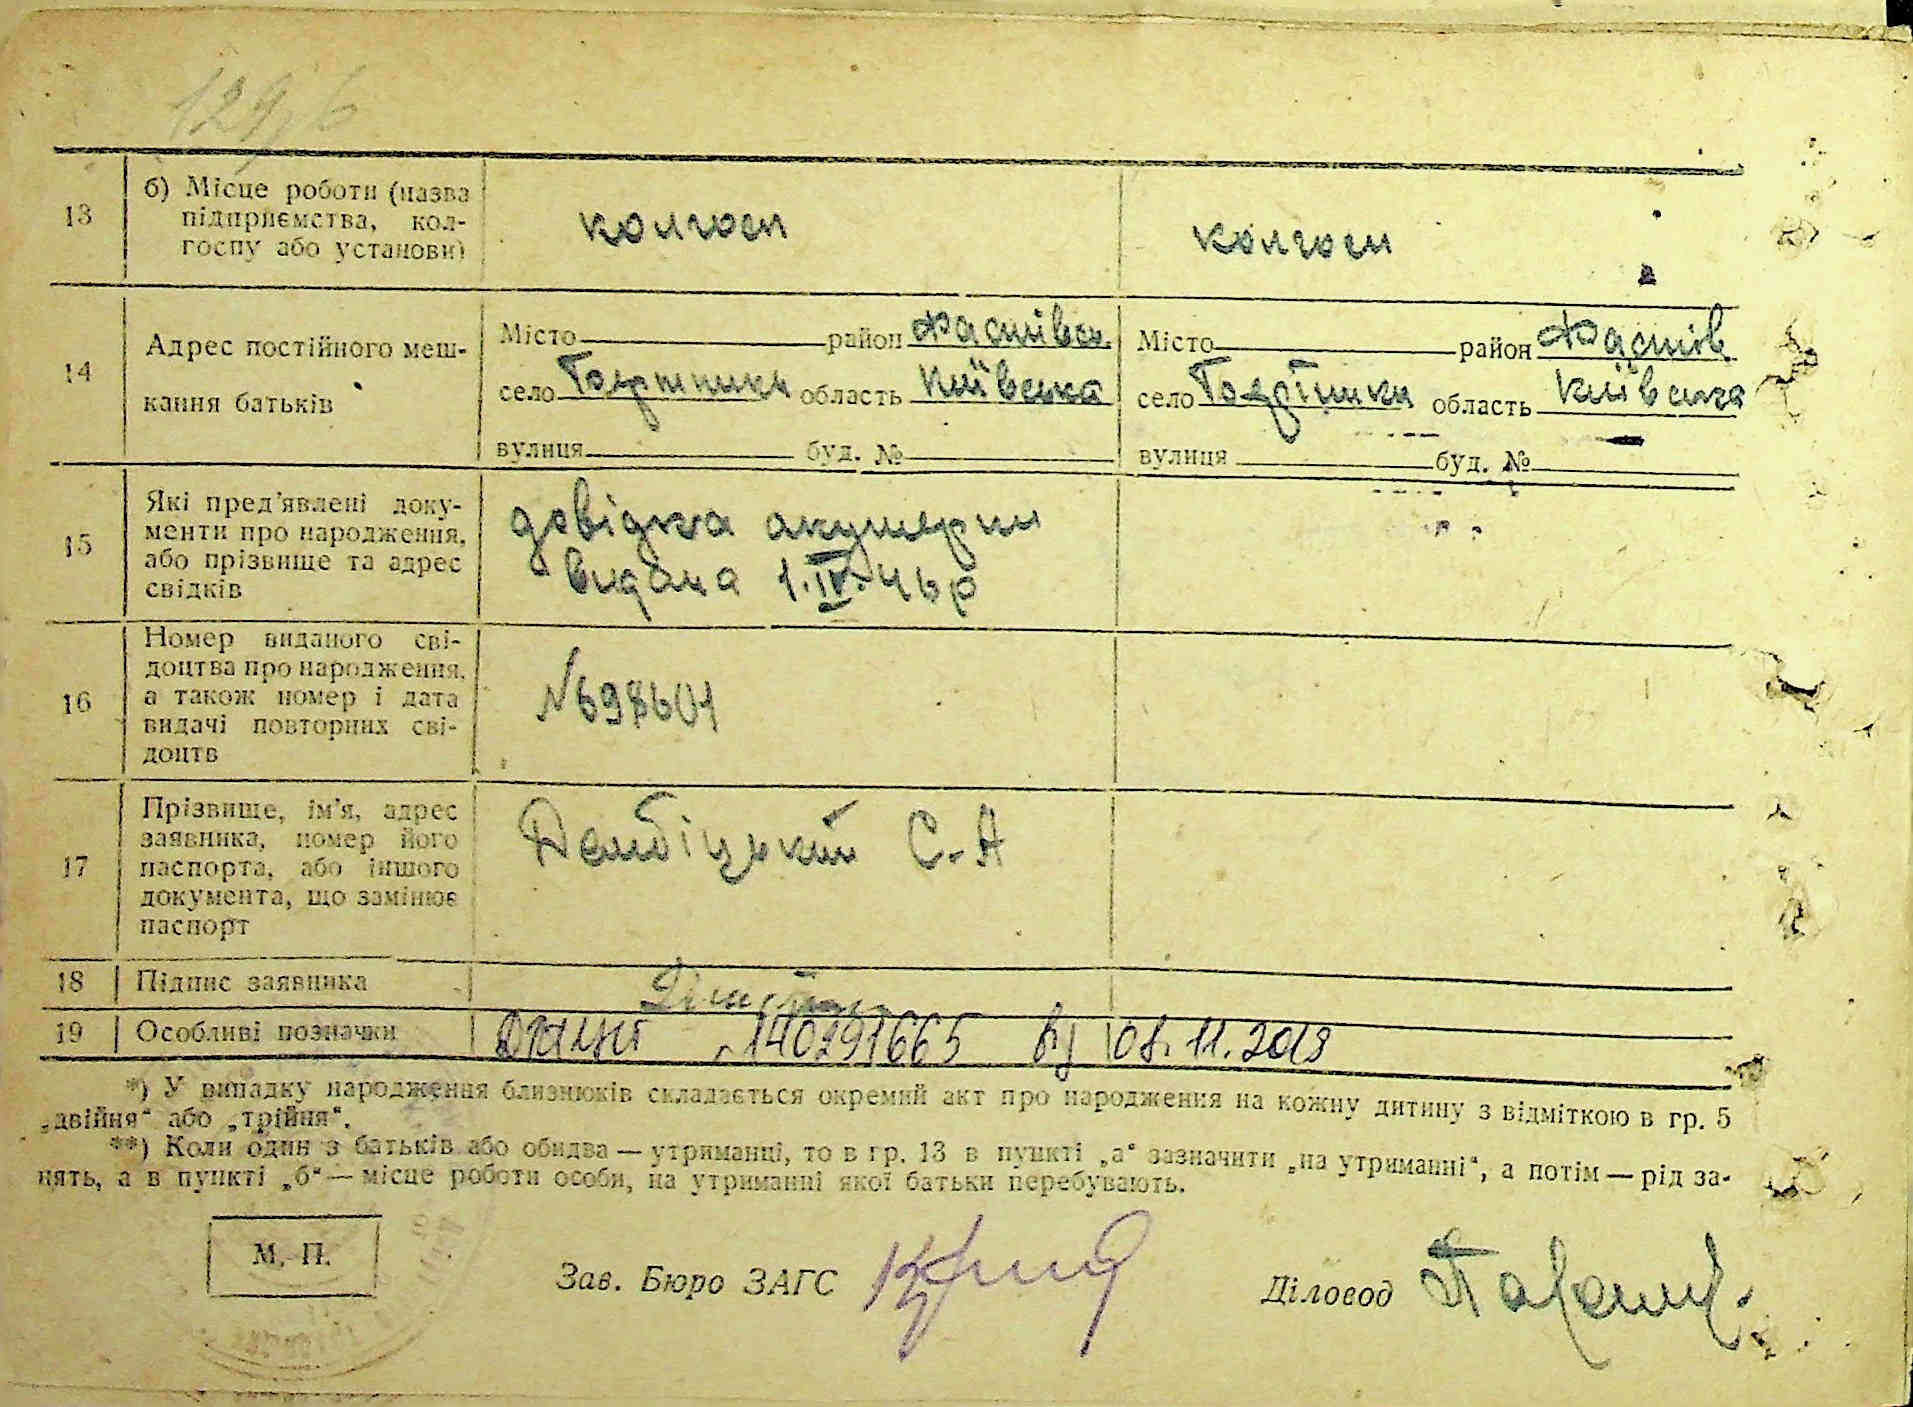 129, б
13 б) Місце роботи (назва
підприємства, кол-
госпу або установи)
колгосп колгосп
14 Адрес постійного меш-
кання батьків
Місто район Фастівськ. Місто район Фастів
село область Київська село область Київська
вулиця буд. № вулиця буд. №
15 Які пред'явлені доку-
менти про народження,
або прізвище та адрес
свідків
довідка акушерки
видана 1.IV.46р
16 Номер виданого сві-
доцтва про народження,
а також номер і дата
видачі повторних сві-
доцтв
№698601
17 Прізвище, ім'я, адрес
заявника, номер його
паспорта, або іншого
документа, що замінює
паспорт
Дембіцький С.А
18 Підпис заявника
19 Особливі позначки 08.11.2018
*) У випадку народження близнюків складається окремий акт про народження на кожну дитину з відміткою в гр. 5
„двійня“ або „трійня“.
**) Коли один з батьків або обидва — утриманці, то в гр. 13 в пункті „а“ зазначити „на утриманні“, а потім — рід за-
нять, а в пункті „б“ — місце роботи особи, на утриманні якої батьки перебувають.
М. П.
Зав. Бюро ЗАГС
Діловод